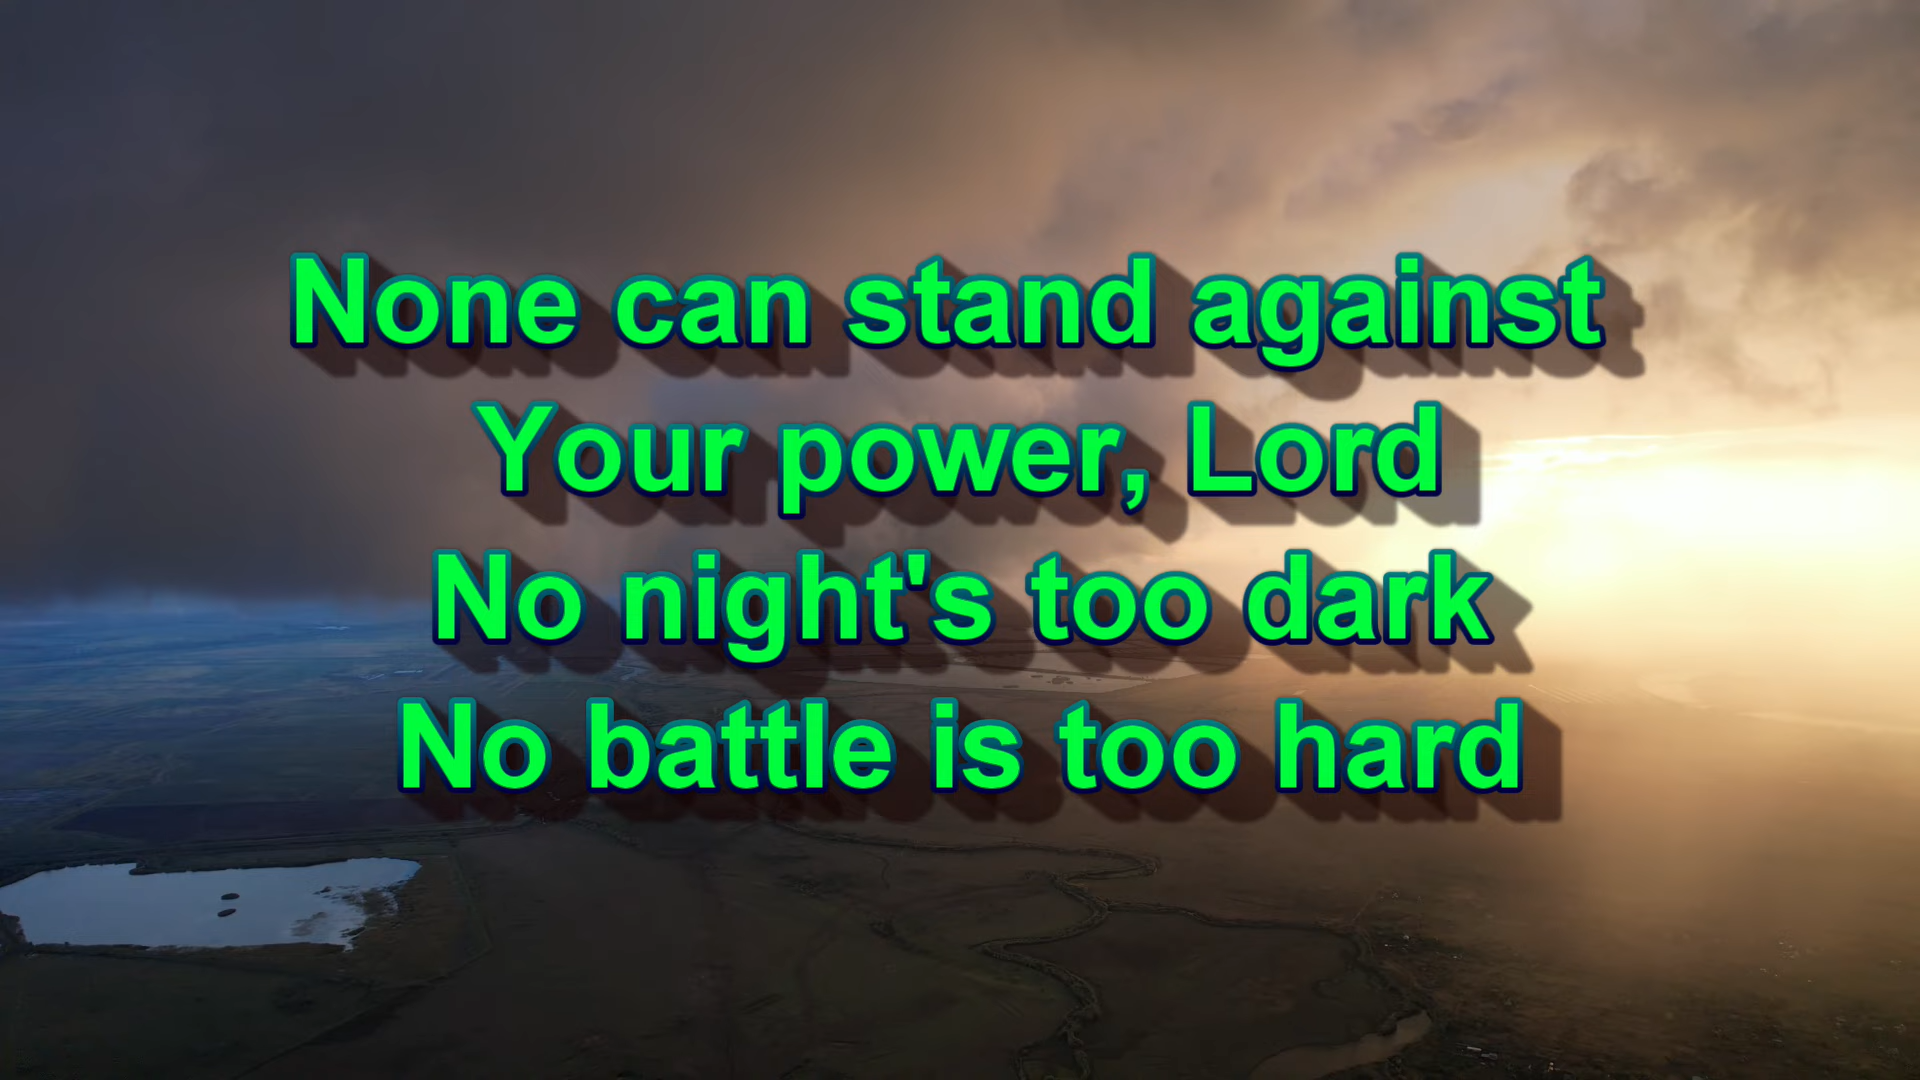 None can stand against
Your power, Lord
No night's too dark
No battle is too hard